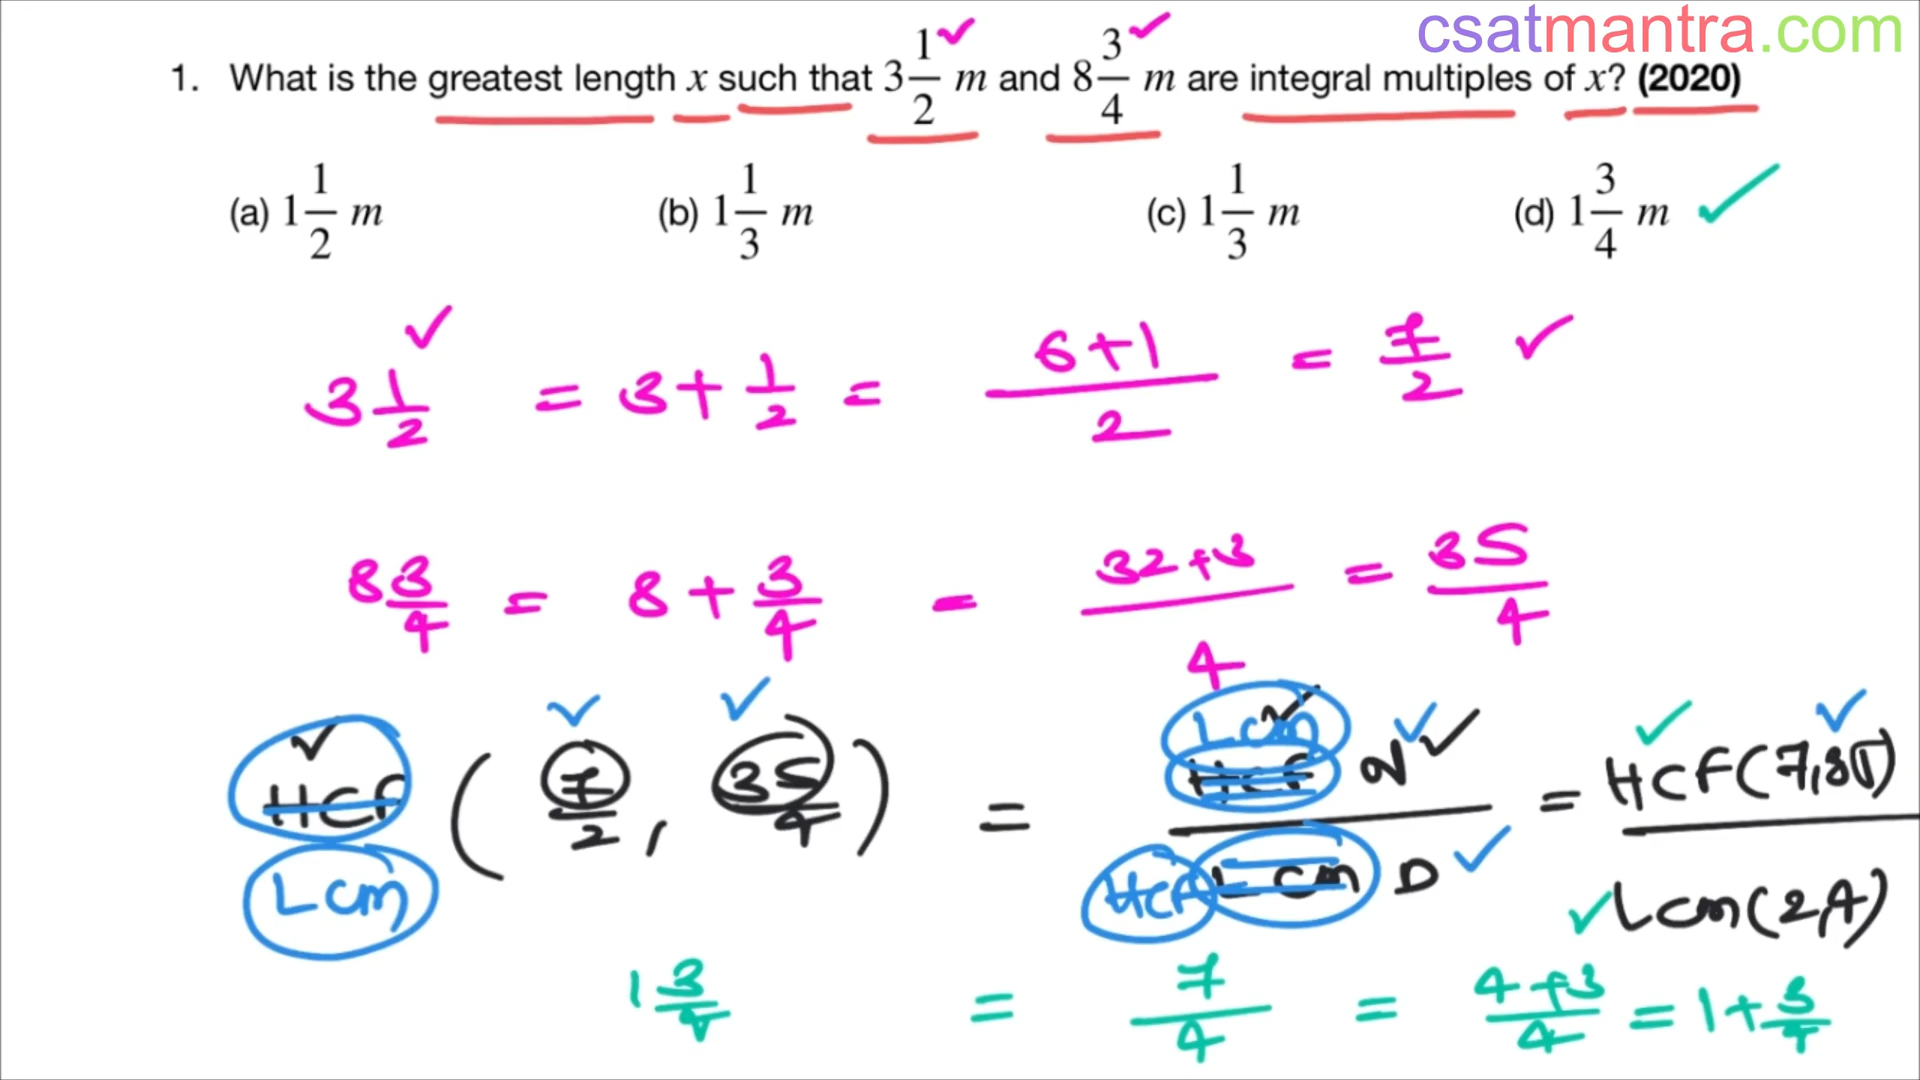 csatmantra.com
1. What is the greatest length x such that 3 1/2 m and 8 3/4 m are integral multiples of x? (2020)
(a) 1 1/2 m (b) 1 1/3 m (c) 1 1/3 m (d) 1 3/4 m
3 1/2 = 3 + 1/2 = 6+1/2 = 7/2
8 3/4 = 8 + 3/4 = 32+3/4 = 35/4
HCF (7/2, 35/4) = Lcm HCF N / HCF Lcm D = HCF(7, / Lcm(2,4)
Lcm
1 3/4 = 7/4 = 4+3/4 = 1+3/4